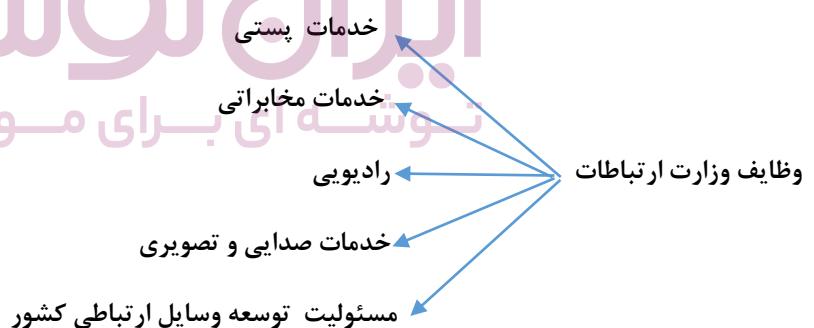 خدمات پستی
خدمات مخابراتی
وظایف وزارت ارتباطات
رادیویی
خدمات صدایی و تصویری
مسئولیت توسعه وسایل ارتباطی کشور